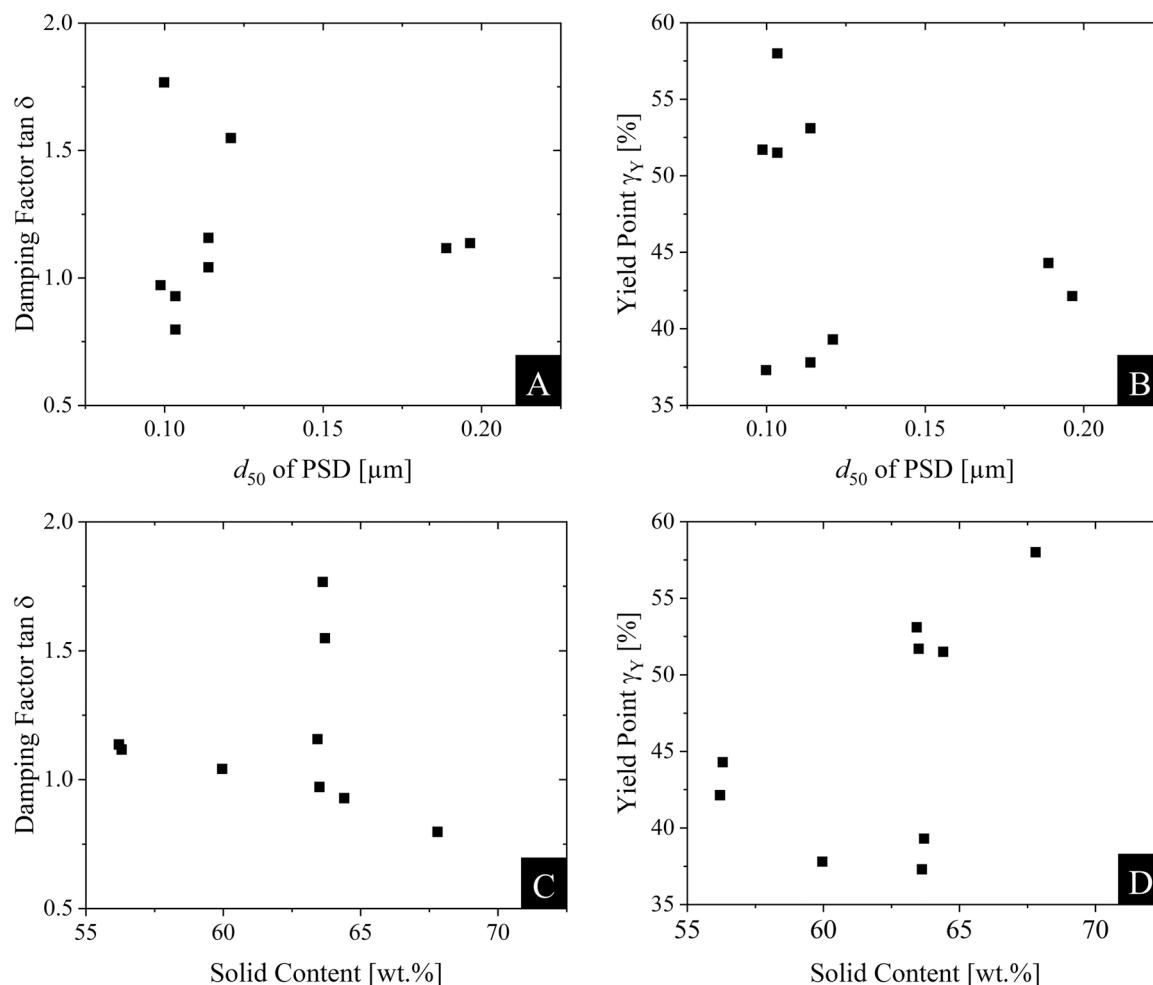 2.0
1.5
1.0
0.5
Damping Factor tan δ
0.10
0.15
0.20
d50 of PSD [µm]
A
60
55
50
45
40
35
Yield Point γY [%]
0.10
0.15
0.20
d50 of PSD [µm]
B
2.0
1.5
1.0
0.5
Damping Factor tan δ
55
60
65
70
Solid Content [wt.%]
C
60
55
50
45
40
35
Yield Point γY [%]
55
60
65
70
Solid Content [wt.%]
D